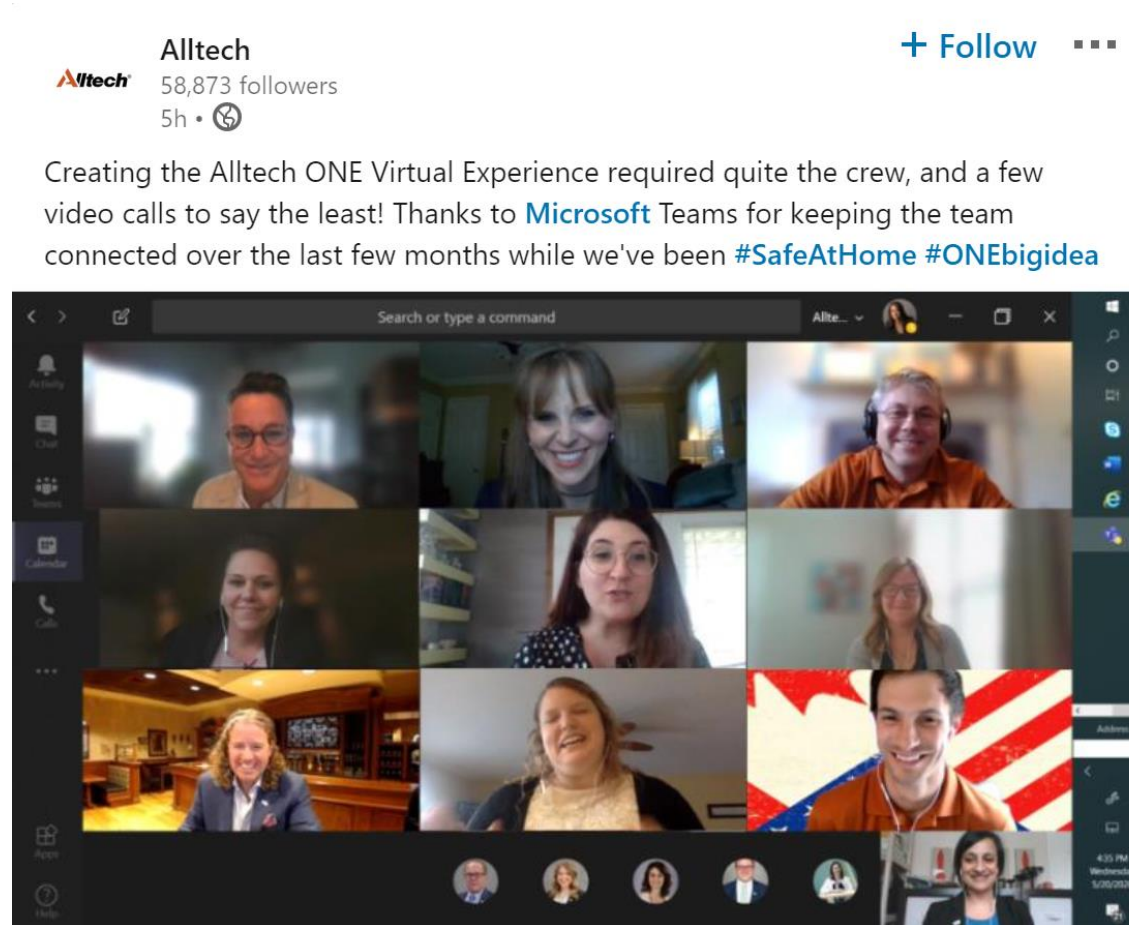 Alltech
Alltech
58,873 followers
5h •
+ Follow
Creating the Alltech ONE Virtual Experience required quite the crew, and a few
video calls to say the least! Thanks to Microsoft Teams for keeping the team
connected over the last few months while we've been #SafeAtHome #ONEbigidea
Search or type a command
Allte...
Activity
Chat
Teams
Calendar
Calls
Apps
Help
Address
4:35 PM
Wednesda
5/20/202